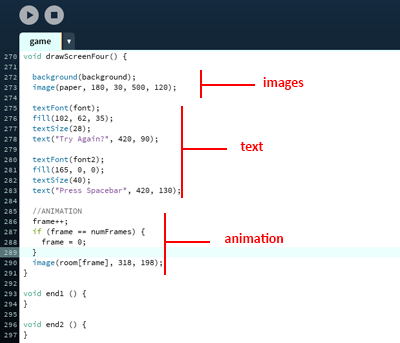 game
270 void drawScreenFour() {
271
272 background(background);
273 image(paper, 180, 30, 500, 120);
274
275 textFont(font);
276 fill(102, 62, 35);
277 textSize(28);
278 text("Try Again?", 420, 90);
279
280 textFont(font2);
281 fill(165, 0, 0);
282 textSize(40);
283 text("Press Spacebar", 420, 130);
284
285 //ANIMATION
286 frame++;
287 if (frame == numFrames) {
288 frame = 0;
289 }
290 image(room[frame], 318, 198);
291 }
292
293 void end1 () {
294 }
295
296 void end2 () {
297 }
images
text
animation